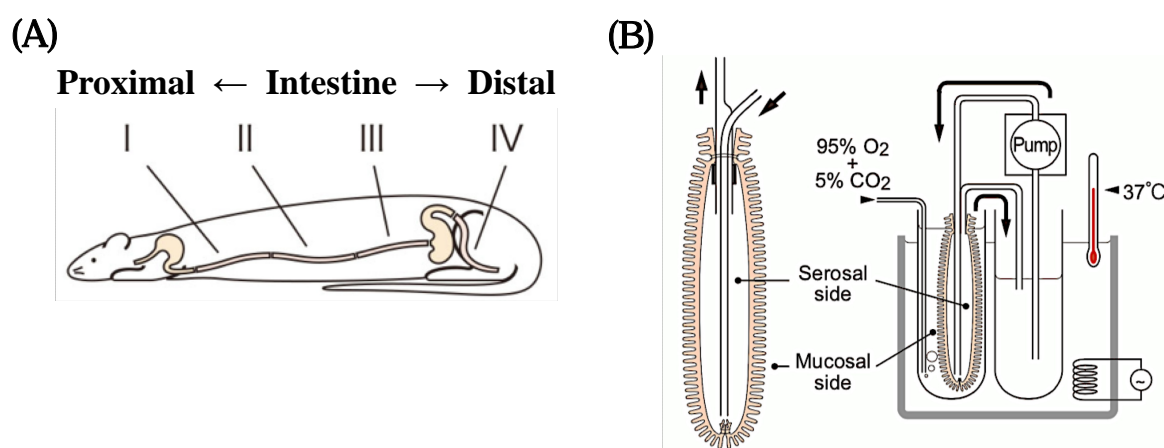 (A)
Proximal ← Intestine → Distal
I II III IV
(B)
95% O2
+
5% CO2
Pump
37°C
Serosal
side
Mucosal
side
~